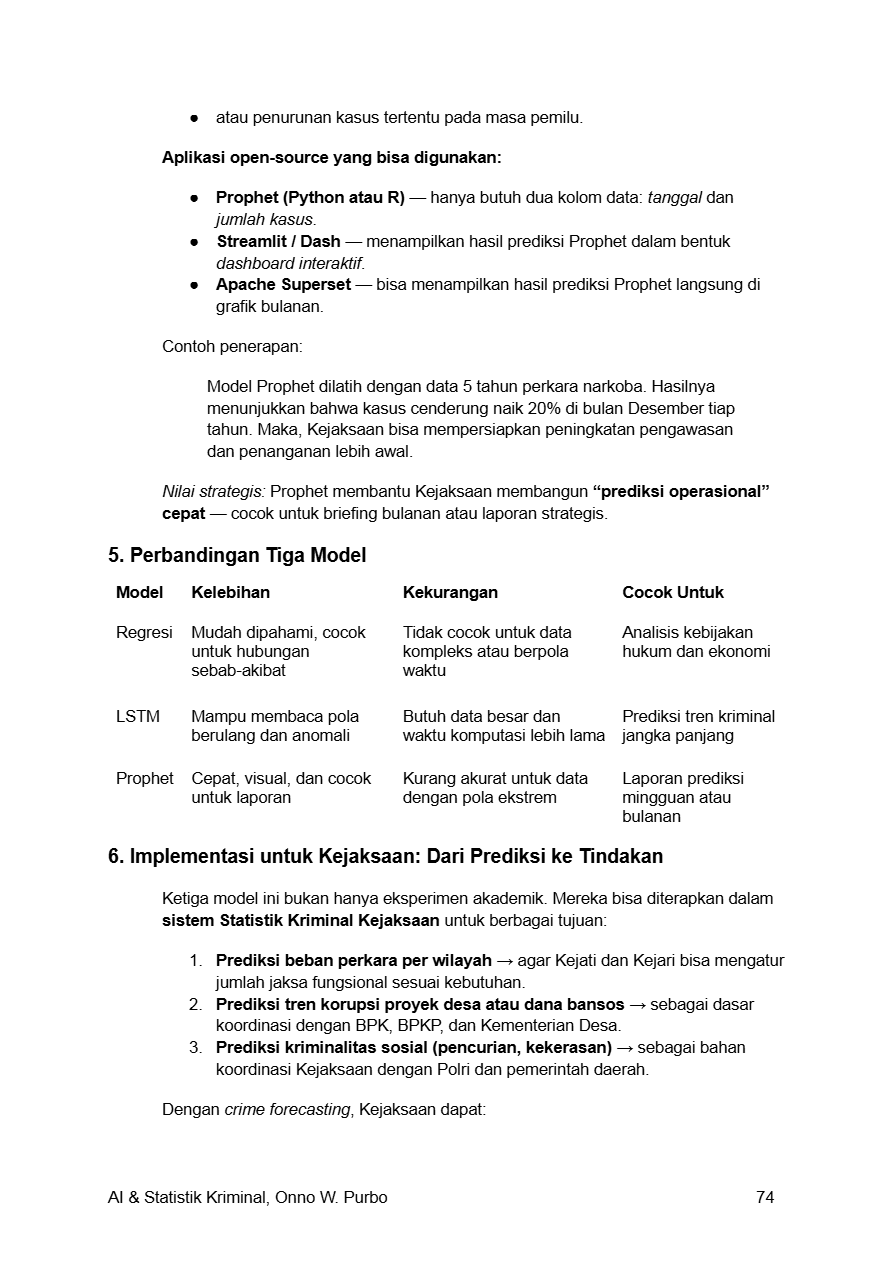 ● atau penurunan kasus tertentu pada masa pemilu.
Aplikasi open-source yang bisa digunakan:
● Prophet (Python atau R) — hanya butuh dua kolom data: tanggal dan
jumlah kasus.
● Streamlit / Dash — menampilkan hasil prediksi Prophet dalam bentuk
dashboard interaktif.
● Apache Superset — bisa menampilkan hasil prediksi Prophet langsung di
grafik bulanan.
Contoh penerapan:
Model Prophet dilatih dengan data 5 tahun perkara narkoba. Hasilnya
menunjukkan bahwa kasus cenderung naik 20% di bulan Desember tiap
tahun. Maka, Kejaksaan bisa mempersiapkan peningkatan pengawasan
dan penanganan lebih awal.
Nilai strategis: Prophet membantu Kejaksaan membangun “prediksi operasional”
cepat — cocok untuk briefing bulanan atau laporan strategis.
5. Perbandingan Tiga Model
Model Kelebihan Kekurangan Cocok Untuk
Regresi Mudah dipahami, cocok Tidak cocok untuk data Analisis kebijakan
untuk hubungan kompleks atau berpola hukum dan ekonomi
sebab-akibat waktu
LSTM Mampu membaca pola Butuh data besar dan Prediksi tren kriminal
berulang dan anomali waktu komputasi lebih lama jangka panjang
Prophet Cepat, visual, dan cocok Kurang akurat untuk data Laporan prediksi
untuk laporan dengan pola ekstrem mingguan atau
bulanan
6. Implementasi untuk Kejaksaan: Dari Prediksi ke Tindakan
Ketiga model ini bukan hanya eksperimen akademik. Mereka bisa diterapkan dalam
sistem Statistik Kriminal Kejaksaan untuk berbagai tujuan:
1. Prediksi beban perkara per wilayah → agar Kejati dan Kejari bisa mengatur
jumlah jaksa fungsional sesuai kebutuhan.
2. Prediksi tren korupsi proyek desa atau dana bansos → sebagai dasar
koordinasi dengan BPK, BPKP, dan Kementerian Desa.
3. Prediksi kriminalitas sosial (pencurian, kekerasan) → sebagai bahan
koordinasi Kejaksaan dengan Polri dan pemerintah daerah.
Dengan crime forecasting, Kejaksaan dapat:
AI & Statistik Kriminal, Onno W. Purbo 74